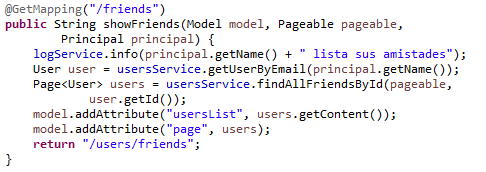 @GetMapping("/friends")
public String showFriends(Model model, Pageable pageable,
Principal principal) {
logService.info(principal.getName() + " lista sus amistades");
User user = usersService.getUserByEmail(principal.getName());
Page<User> users = usersService.findAllFriendsById(pageable,
user.getId());
model.addAttribute("usersList", users.getContent());
model.addAttribute("page", users);
return "/users/friends";
}